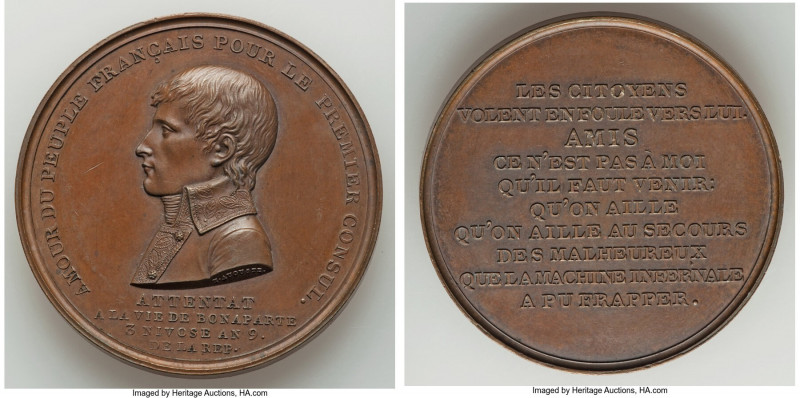 AMOUR DU PEUPLE FRANÇAIS POUR LE PREMIER CONSUL.
ATTENTAT
A LA VIE DE BONAPARTE
3 NIVOSE AN 9.
DE LA REP.
LES CITOYENS
VOLENT EN FOULE VERS LUI.
AMIS
CE N'EST PAS À MOI
QU'IL FAUT VENIR:
QU'ON AILLE
QU'ON AILLE AU SECOURS
DES MALHEUREUX
QUE LA MACHINE INFERNALE
A PU FRAPPER.
Imaged by Heritage Auctions, HA.com
Imaged by Heritage Auctions, HA.com